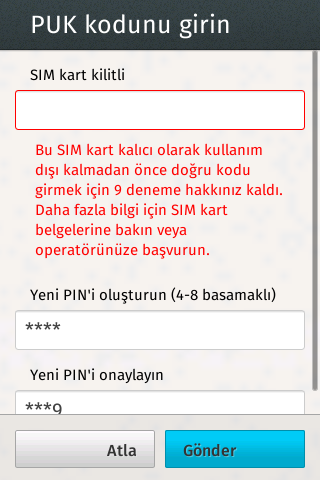 PUK kodunu girin
SIM kart kilitli
Bu SIM kart kalıcı olarak kullanım
dışı kalmadan önce doğru kodu
girmek için 9 deneme hakkınız kaldı.
Daha fazla bilgi için SIM kart
belgelerine bakın veya
operatörünüze başvurun.
Yeni PIN'i oluşturun (4-8 basamaklı)
****
Yeni PIN'i onaylayın
***9
Atla
Gönder